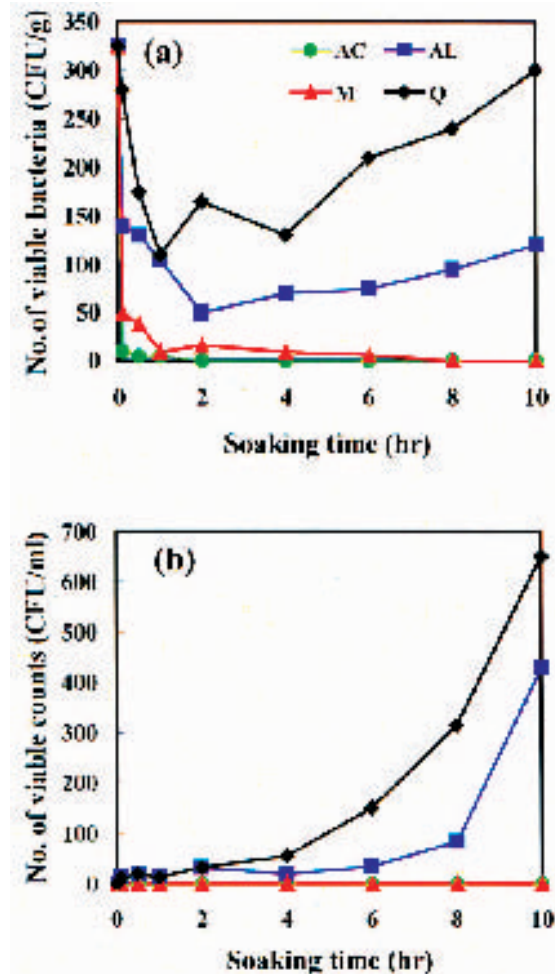 No.of viable bacteria (CFU/g)
350
300
250
200
150
100
50
0
(a)
AC
AL
M
Q
0 2 4 6 8 10
Soaking time (hr)
No. of viable counts (CFU/ml)
700
600
500
400
300
200
100
0
(b)
0 2 4 6 8 10
Soaking time (hr)